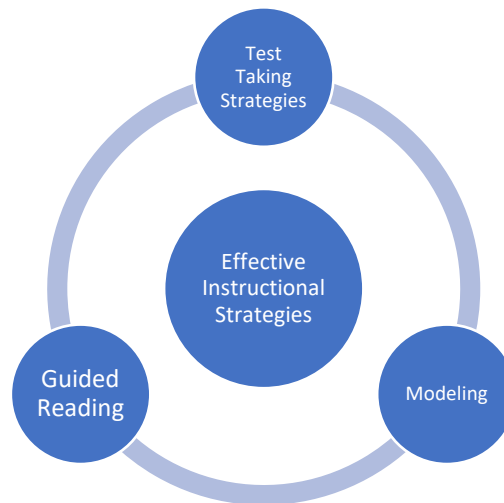 Test
Taking
Strategies
Effective
Instructional
Strategies
Guided
Reading
Modeling